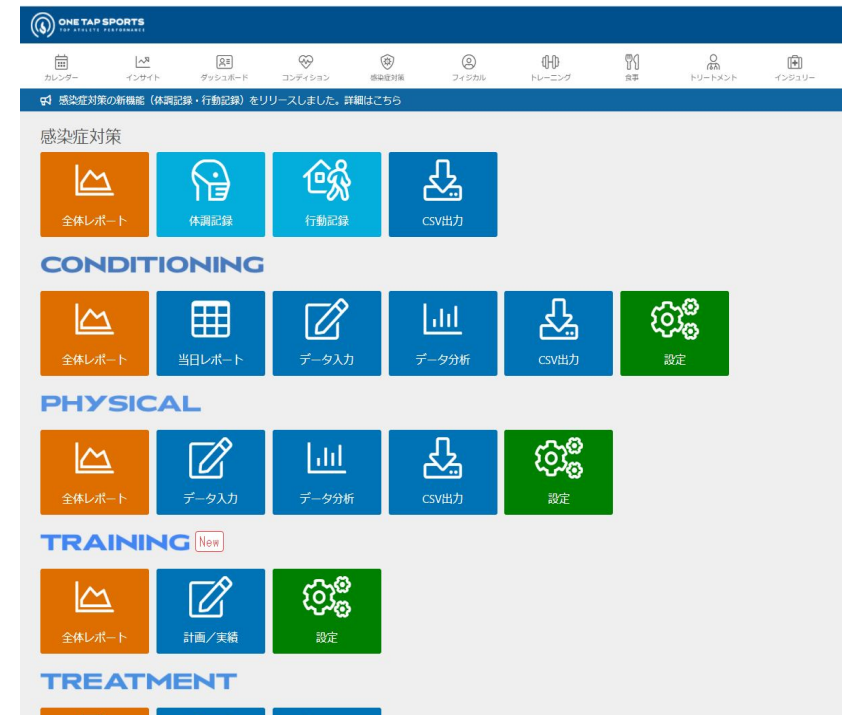 ONE TAP SPORTS
TOP ATHLETE PERFORMANCE
カレンダー インサイト ダッシュボード コンディション 感染症対策 フィジカル トレーニング 食事 トリートメント インジュリー
感染症対策の新機能（体調記録・行動記録）をリリースしました。詳細はこちら
感染症対策
全体レポート 体調記録 行動記録 CSV出力
CONDITIONING
全体レポート 当日レポート データ入力 データ分析 CSV出力 設定
PHYSICAL
全体レポート データ入力 データ分析 CSV出力 設定
TRAINING New
全体レポート 計画／実績 設定
TREATMENT